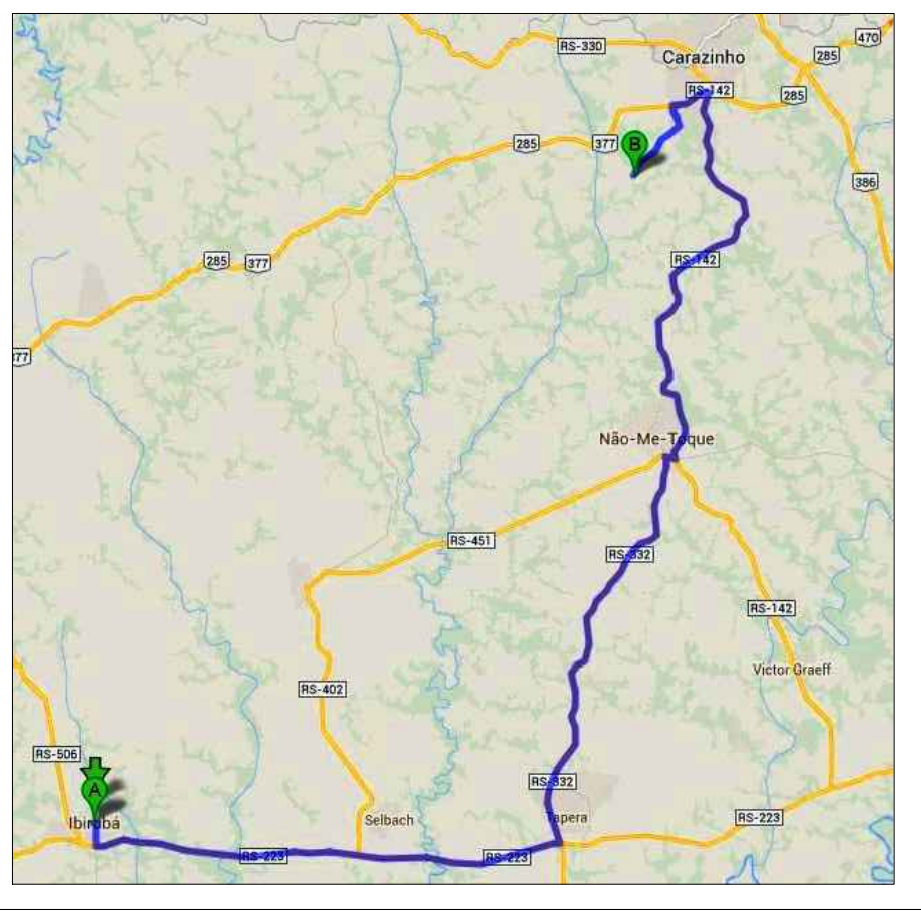 470
RS-330
285
Carazinho
RS-142
285
285
377
B
386
285
377
RS-142
377
Não-Me-Toque
RS-451
RS-332
RS-142
Victor Graeff
RS-402
RS-506
RS-332
A
Ibirubá
Selbach
Tapera
RS-223
RS-223
RS-223